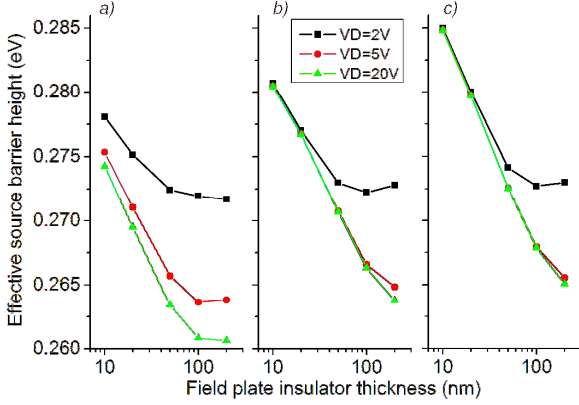 a)
b)
c)
VD=2V
VD=5V
VD=20V
Effective source barrier height (eV)
0.285
0.280
0.275
0.270
0.265
0.260
10 100
10 100
10 100
Field plate insulator thickness (nm)